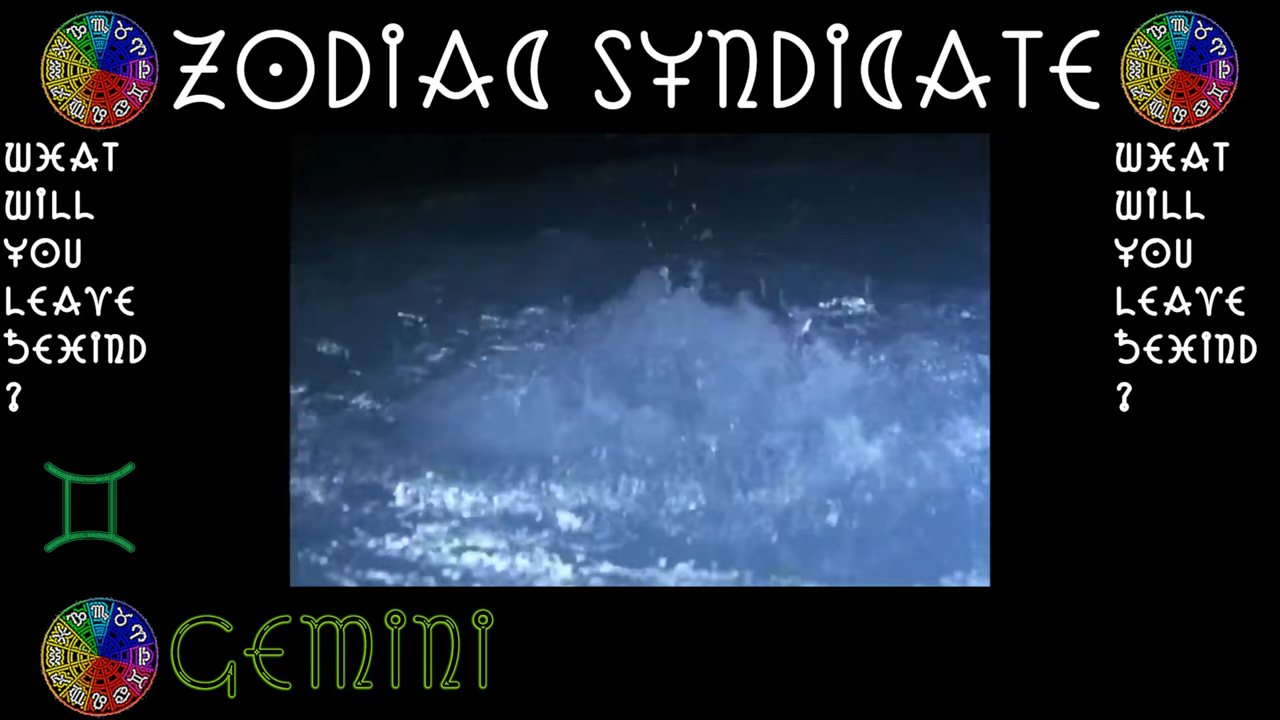 ZODIAC SYNDICATE
WHAT
WILL
YOU
LEAVE
BEHIND
?
WHAT
WILL
YOU
LEAVE
BEHIND
?
GEMINI